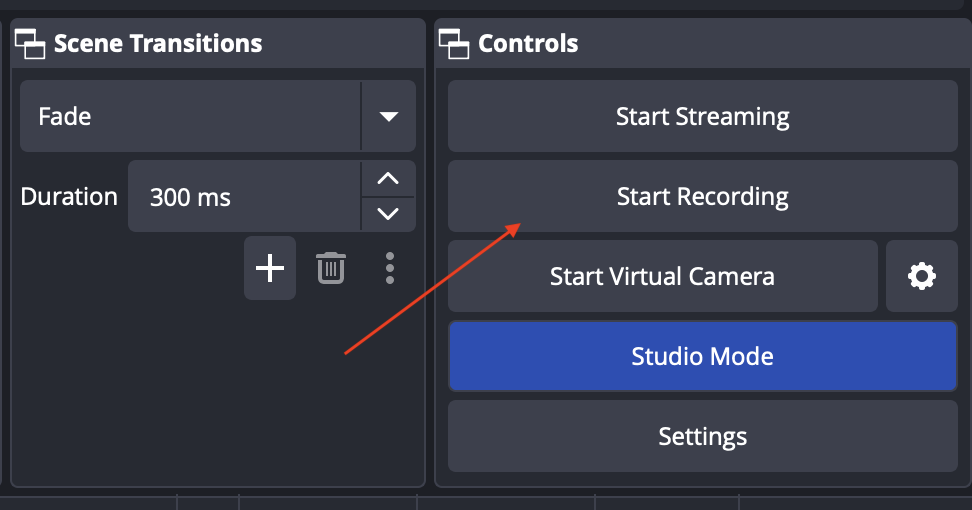 Scene Transitions
Fade
Duration 300 ms
Controls
Start Streaming
Start Recording
Start Virtual Camera
Studio Mode
Settings